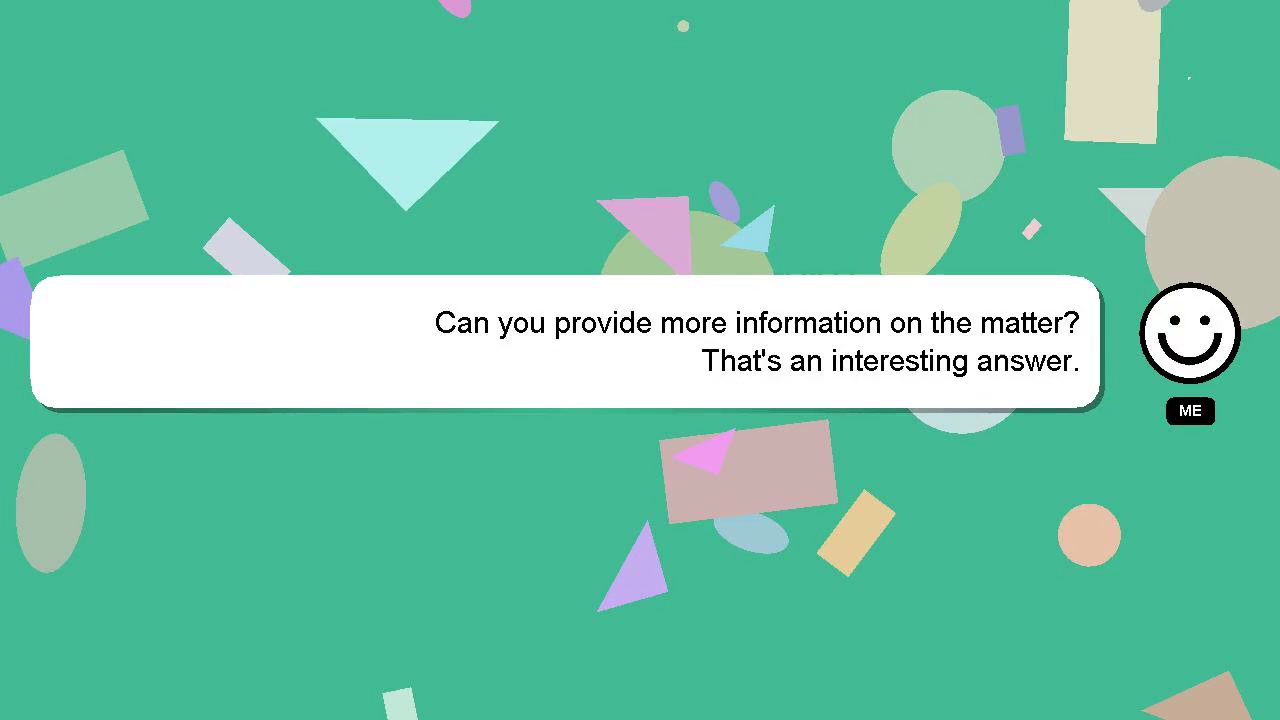 Can you provide more information on the matter?
That's an interesting answer.
ME